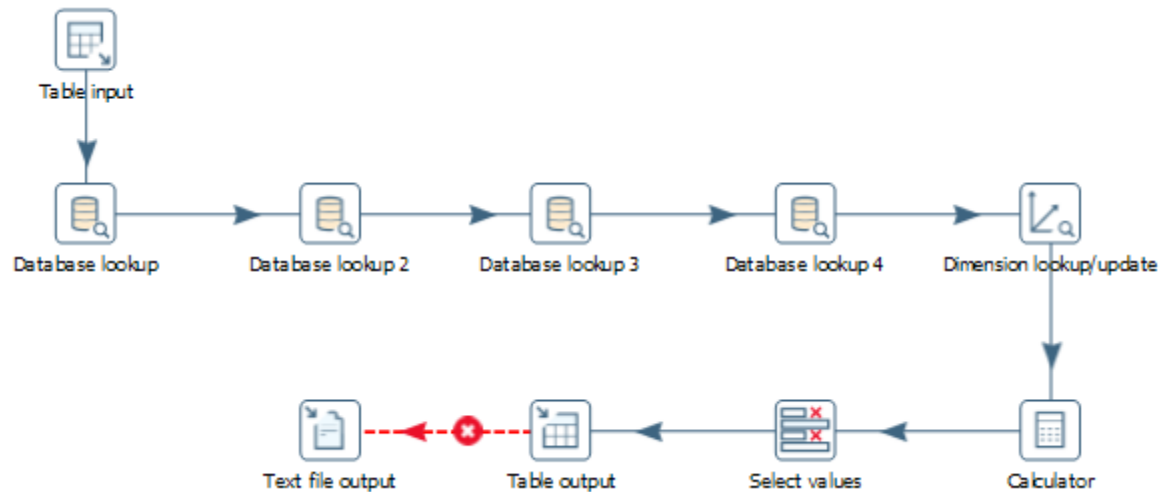 Table input
Database lookup
Database lookup 2
Database lookup 3
Database lookup 4
Dimension lookup/update
Text file output
Table output
Select values
Calculator